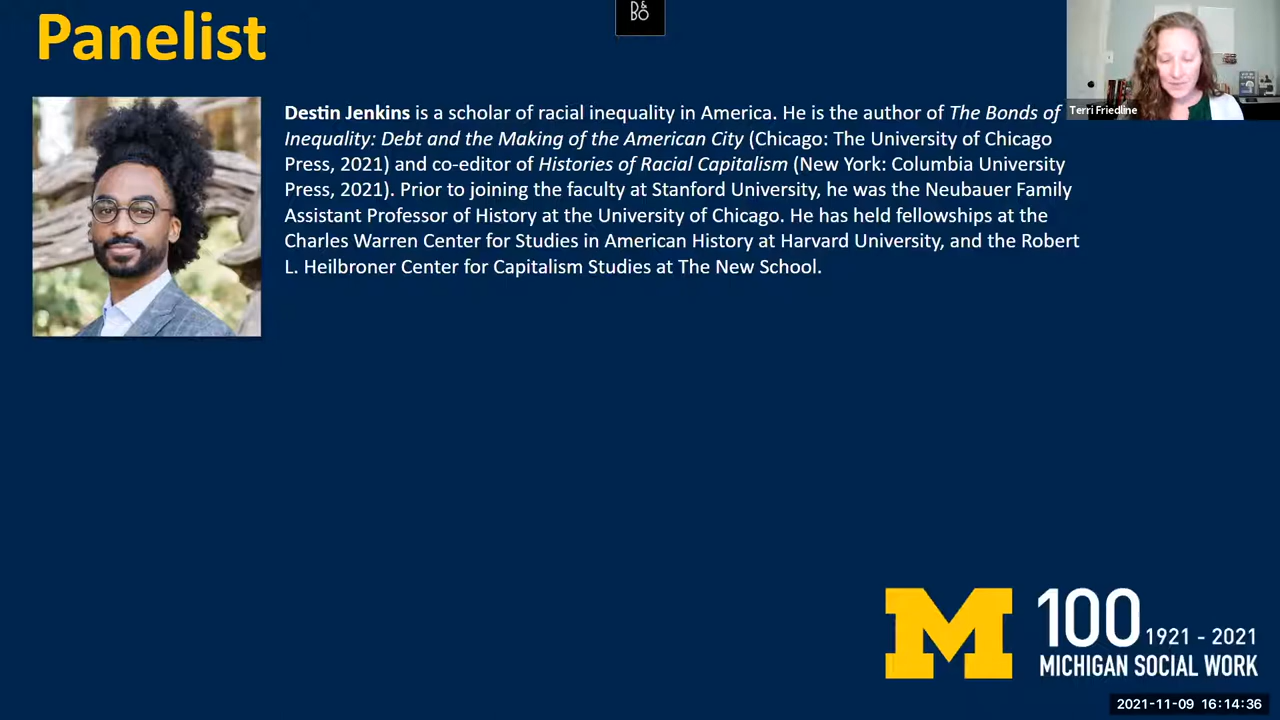 Panelist
D&
BO
Destin Jenkins is a scholar of racial inequality in America. He is the author of The Bonds of
Inequality: Debt and the Making of the American City (Chicago: The University of Chicago
Press, 2021) and co-editor of Histories of Racial Capitalism (New York: Columbia University
Press, 2021). Prior to joining the faculty at Stanford University, he was the Neubauer Family
Assistant Professor of History at the University of Chicago. He has held fellowships at the
Charles Warren Center for Studies in American History at Harvard University, and the Robert
L. Heilbroner Center for Capitalism Studies at The New School.
Terri Friedline
M
100 1921 - 2021
MICHIGAN SOCIAL WORK
2021-11-09 16:14:36